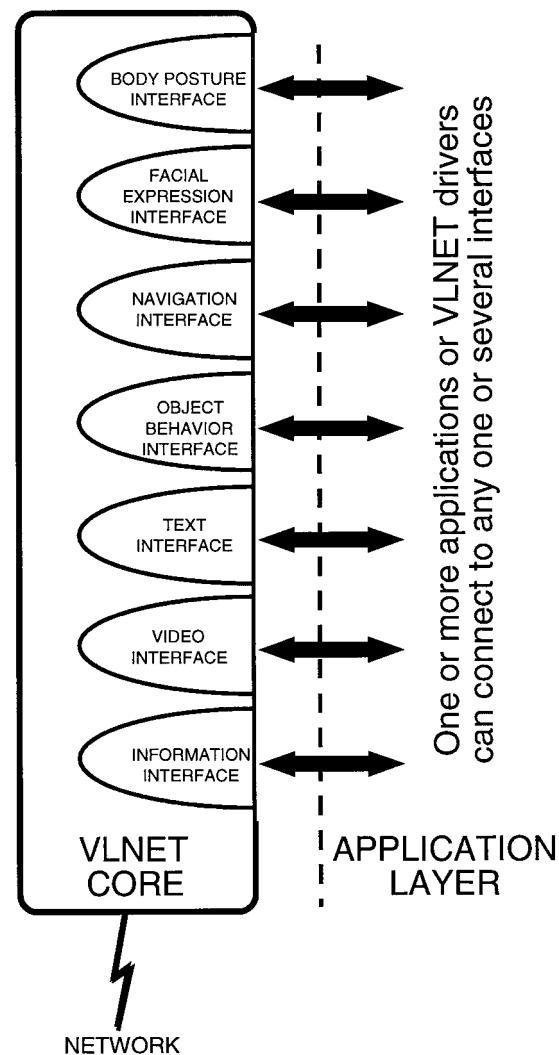 BODY POSTURE
INTERFACE
FACIAL
EXPRESSION
INTERFACE
NAVIGATION
INTERFACE
OBJECT
BEHAVIOR
INTERFACE
TEXT
INTERFACE
VIDEO
INTERFACE
INFORMATION
INTERFACE
VLNET
CORE
One or more applications or VLNET drivers
can connect to any one or several interfaces
APPLICATION
LAYER
NETWORK